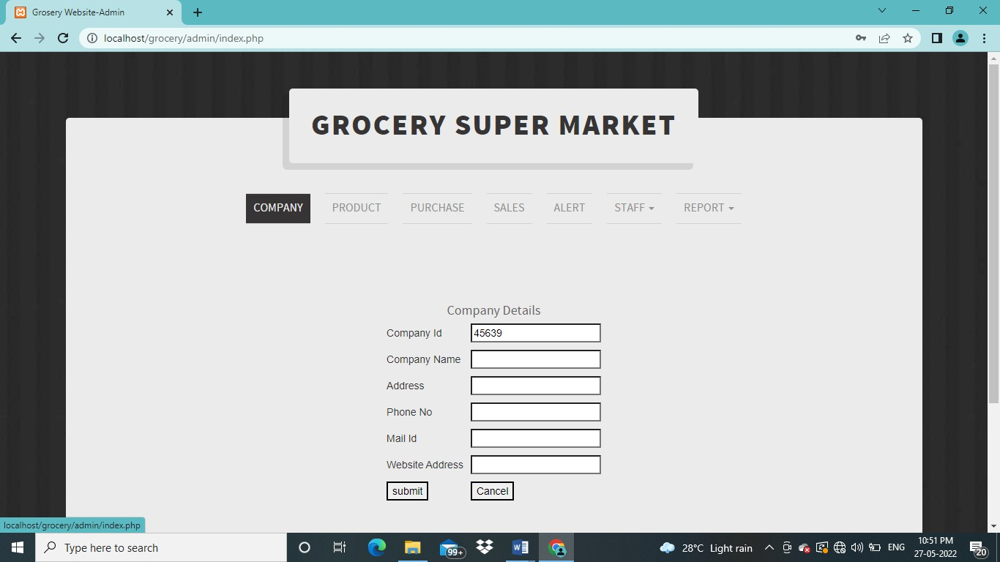 Grosery Website-Admin
localhost/grocery/admin/index.php
GROCERY SUPER MARKET
COMPANY PRODUCT PURCHASE SALES ALERT STAFF REPORT
Company Details
Company Id 45639
Company Name
Address
Phone No
Mail Id
Website Address
submit Cancel
localhost/grocery/admin/index.php
Type here to search 99+ 28°C Light rain ENG 10:51 PM
27-05-2022 20